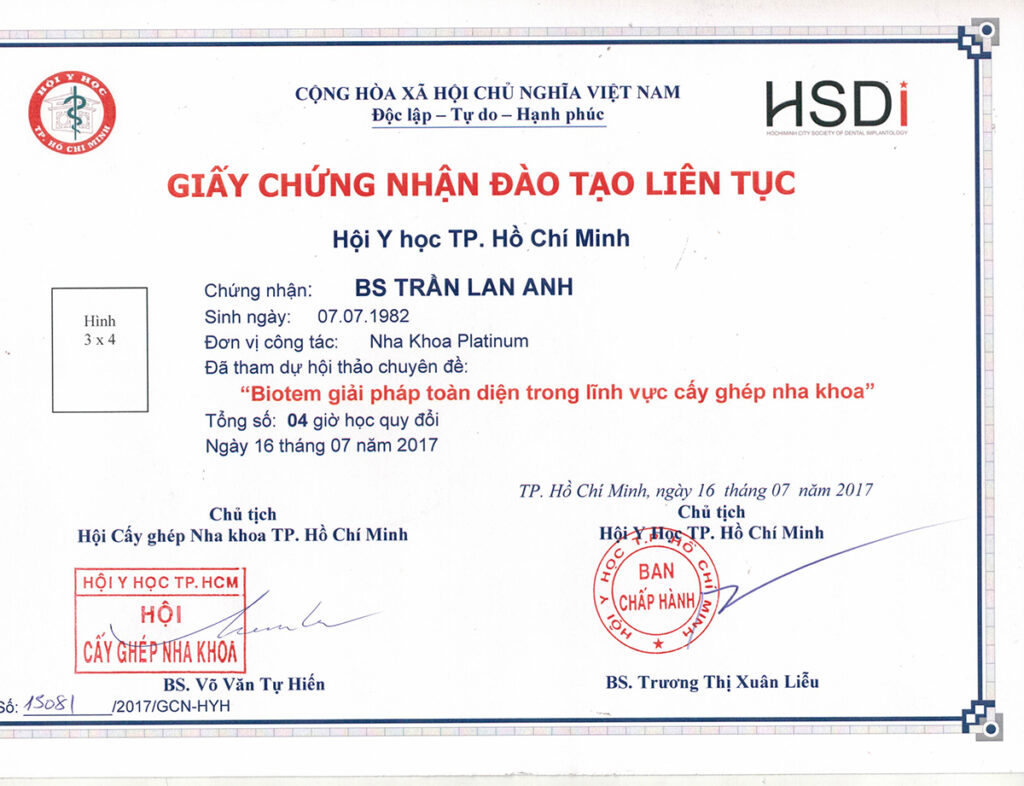 HỘI Y HỌC
TP. HỒ CHÍ MINH
CỘNG HÒA XÃ HỘI CHỦ NGHĨA VIỆT NAM
Độc lập – Tự do – Hạnh phúc
HSDi
HOCHIMINH CITY SOCIETY OF DENTAL IMPLANTOLOGY
GIẤY CHỨNG NHẬN ĐÀO TẠO LIÊN TỤC
Hội Y học TP. Hồ Chí Minh
Hình
3 x 4
Chứng nhận: BS TRẦN LAN ANH
Sinh ngày: 07.07.1982
Đơn vị công tác: Nha Khoa Platinum
Đã tham dự hội thảo chuyên đề:
“Biotem giải pháp toàn diện trong lĩnh vực cấy ghép nha khoa”
Tổng số: 04 giờ học quy đổi
Ngày 16 tháng 07 năm 2017
TP. Hồ Chí Minh, ngày 16 tháng 07 năm 2017
Chủ tịch
Hội Cấy ghép Nha khoa TP. Hồ Chí Minh
Chủ tịch
Hội Y Học TP. Hồ Chí Minh
HỘI Y HỌC TP. HCM
HỘI
CẤY GHÉP NHA KHOA
HỘI Y HỌC T.P HỒ CHÍ MINH
BAN
CHẤP HÀNH
BS. Võ Văn Tự Hiến
BS. Trương Thị Xuân Liễu
Số: 15081/2017/GCN-HYH